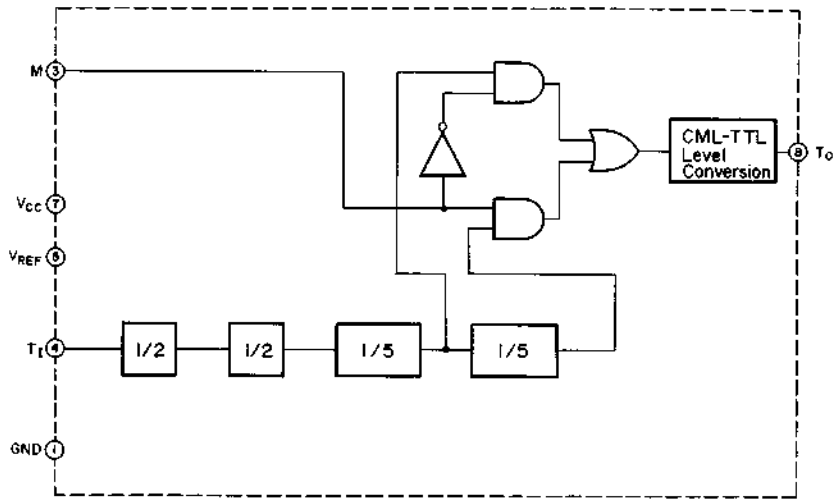 M 3
CML-TTL
Level
Conversion
8 To
VCC 7
VREF 5
TI 4
1/2
1/2
1/5
1/5
GND 1